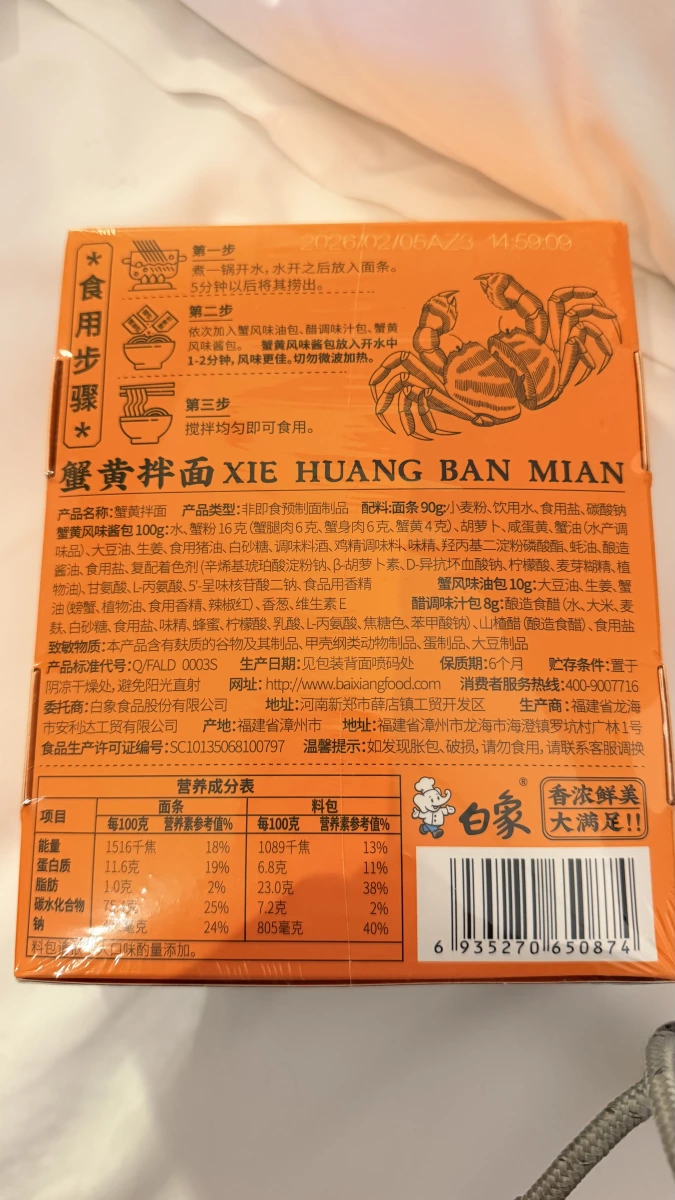 2026/02/05AZ3 14:59:09
*食用步骤*
第一步
煮一锅开水,水开之后放入面条。
5分钟以后将其捞出。
第二步
依次加入蟹风味油包、醋调味汁包、蟹黄
风味酱包。 蟹黄风味酱包放入开水中
1-2分钟,风味更佳。切勿微波加热。
第三步
搅拌均匀即可食用。
蟹黄拌面 XIE HUANG BAN MIAN
产品名称:蟹黄拌面 产品类型:非即食预制面制品 配料:面条90g:小麦粉、饮用水、食用盐、碳酸钠
蟹黄风味酱包100g:水、蟹粉16克(蟹腿肉6克、蟹身肉6克、蟹黄4克)、胡萝卜、咸蛋黄、蟹油(水产调
味品)、大豆油、生姜、食用猪油、白砂糖、调味料酒、鸡精调味料、味精、羟丙基二淀粉磷酸酯、蚝油、酿造
酱油、食用盐、复配着色剂(辛烯基琥珀酸淀粉钠、β-胡萝卜素、D-异抗坏血酸钠、柠檬酸、麦芽糊精、植
物油)、甘氨酸、L-丙氨酸、5'-呈味核苷酸二钠、食品用香精 蟹风味油包10g:大豆油、生姜、蟹
油(螃蟹、植物油、食用香精、辣椒红)、香葱、维生素E 醋调味汁包8g:酿造食醋(水、大米、麦
麸、白砂糖、食用盐、味精、蜂蜜、柠檬酸、乳酸、L-丙氨酸、焦糖色、苯甲酸钠)、山楂醋(酿造食醋)、食用盐
致敏物质:本产品含有麸质的谷物及其制品、甲壳纲类动物制品、蛋制品、大豆制品
产品标准代号:Q/FALD 0003S 生产日期:见包装背面喷码处 保质期:6个月 贮存条件:置于
阴凉干燥处,避免阳光直射 网址:http://www.baixiangfood.com 消费者服务热线:400-9007716
委托商:白象食品股份有限公司 地址:河南新郑市薛店镇工贸开发区 生产商:福建省龙海
市安利达工贸有限公司 产地:福建省漳州市 地址:福建省漳州市龙海市海澄镇罗坑村广林1号
食品生产许可证编号:SC10135068100797 温馨提示:如发现胀包、破损,请勿食用,请联系客服调换
营养成分表
项目 面条 料包
每100克 营养素参考值% 每100克 营养素参考值%
能量 1516千焦 18% 1089千焦 13%
蛋白质 11.6克 19% 6.8克 11%
脂肪 1.0克 2% 23.0克 38%
碳水化合物 25% 7.2克 2%
钠 毫克 24% 805毫克 40%
料包 人口味酌量添加。
白象®
香浓鲜美
大满足!!
6 935270 650874